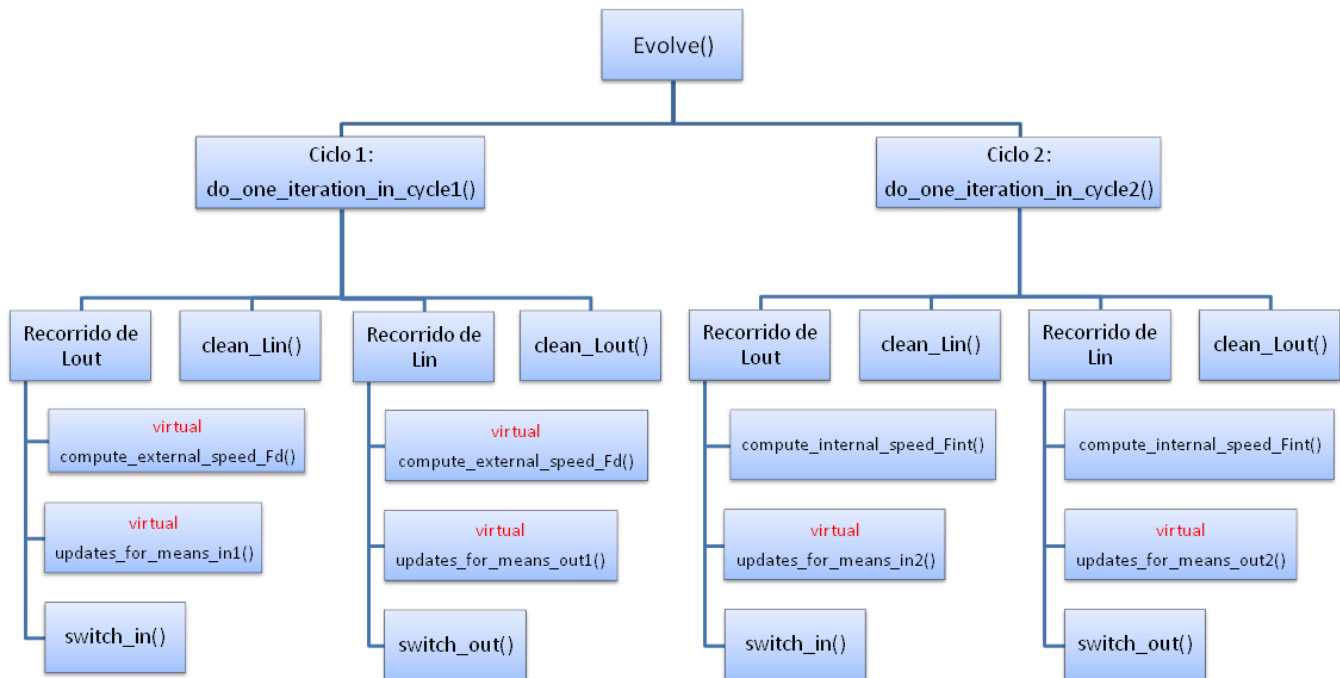 Evolve()
Ciclo 1:
do_one_iteration_in_cycle1()
Ciclo 2:
do_one_iteration_in_cycle2()
Recorrido de
Lout
clean_Lin()
Recorrido de
Lin
clean_Lout()
Recorrido de
Lout
clean_Lin()
Recorrido de
Lin
clean_Lout()
virtual
compute_external_speed_Fd()
virtual
compute_external_speed_Fd()
compute_internal_speed_Fint()
compute_internal_speed_Fint()
virtual
updates_for_means_in1()
virtual
updates_for_means_out1()
virtual
updates_for_means_in2()
virtual
updates_for_means_out2()
switch_in()
switch_out()
switch_in()
switch_out()